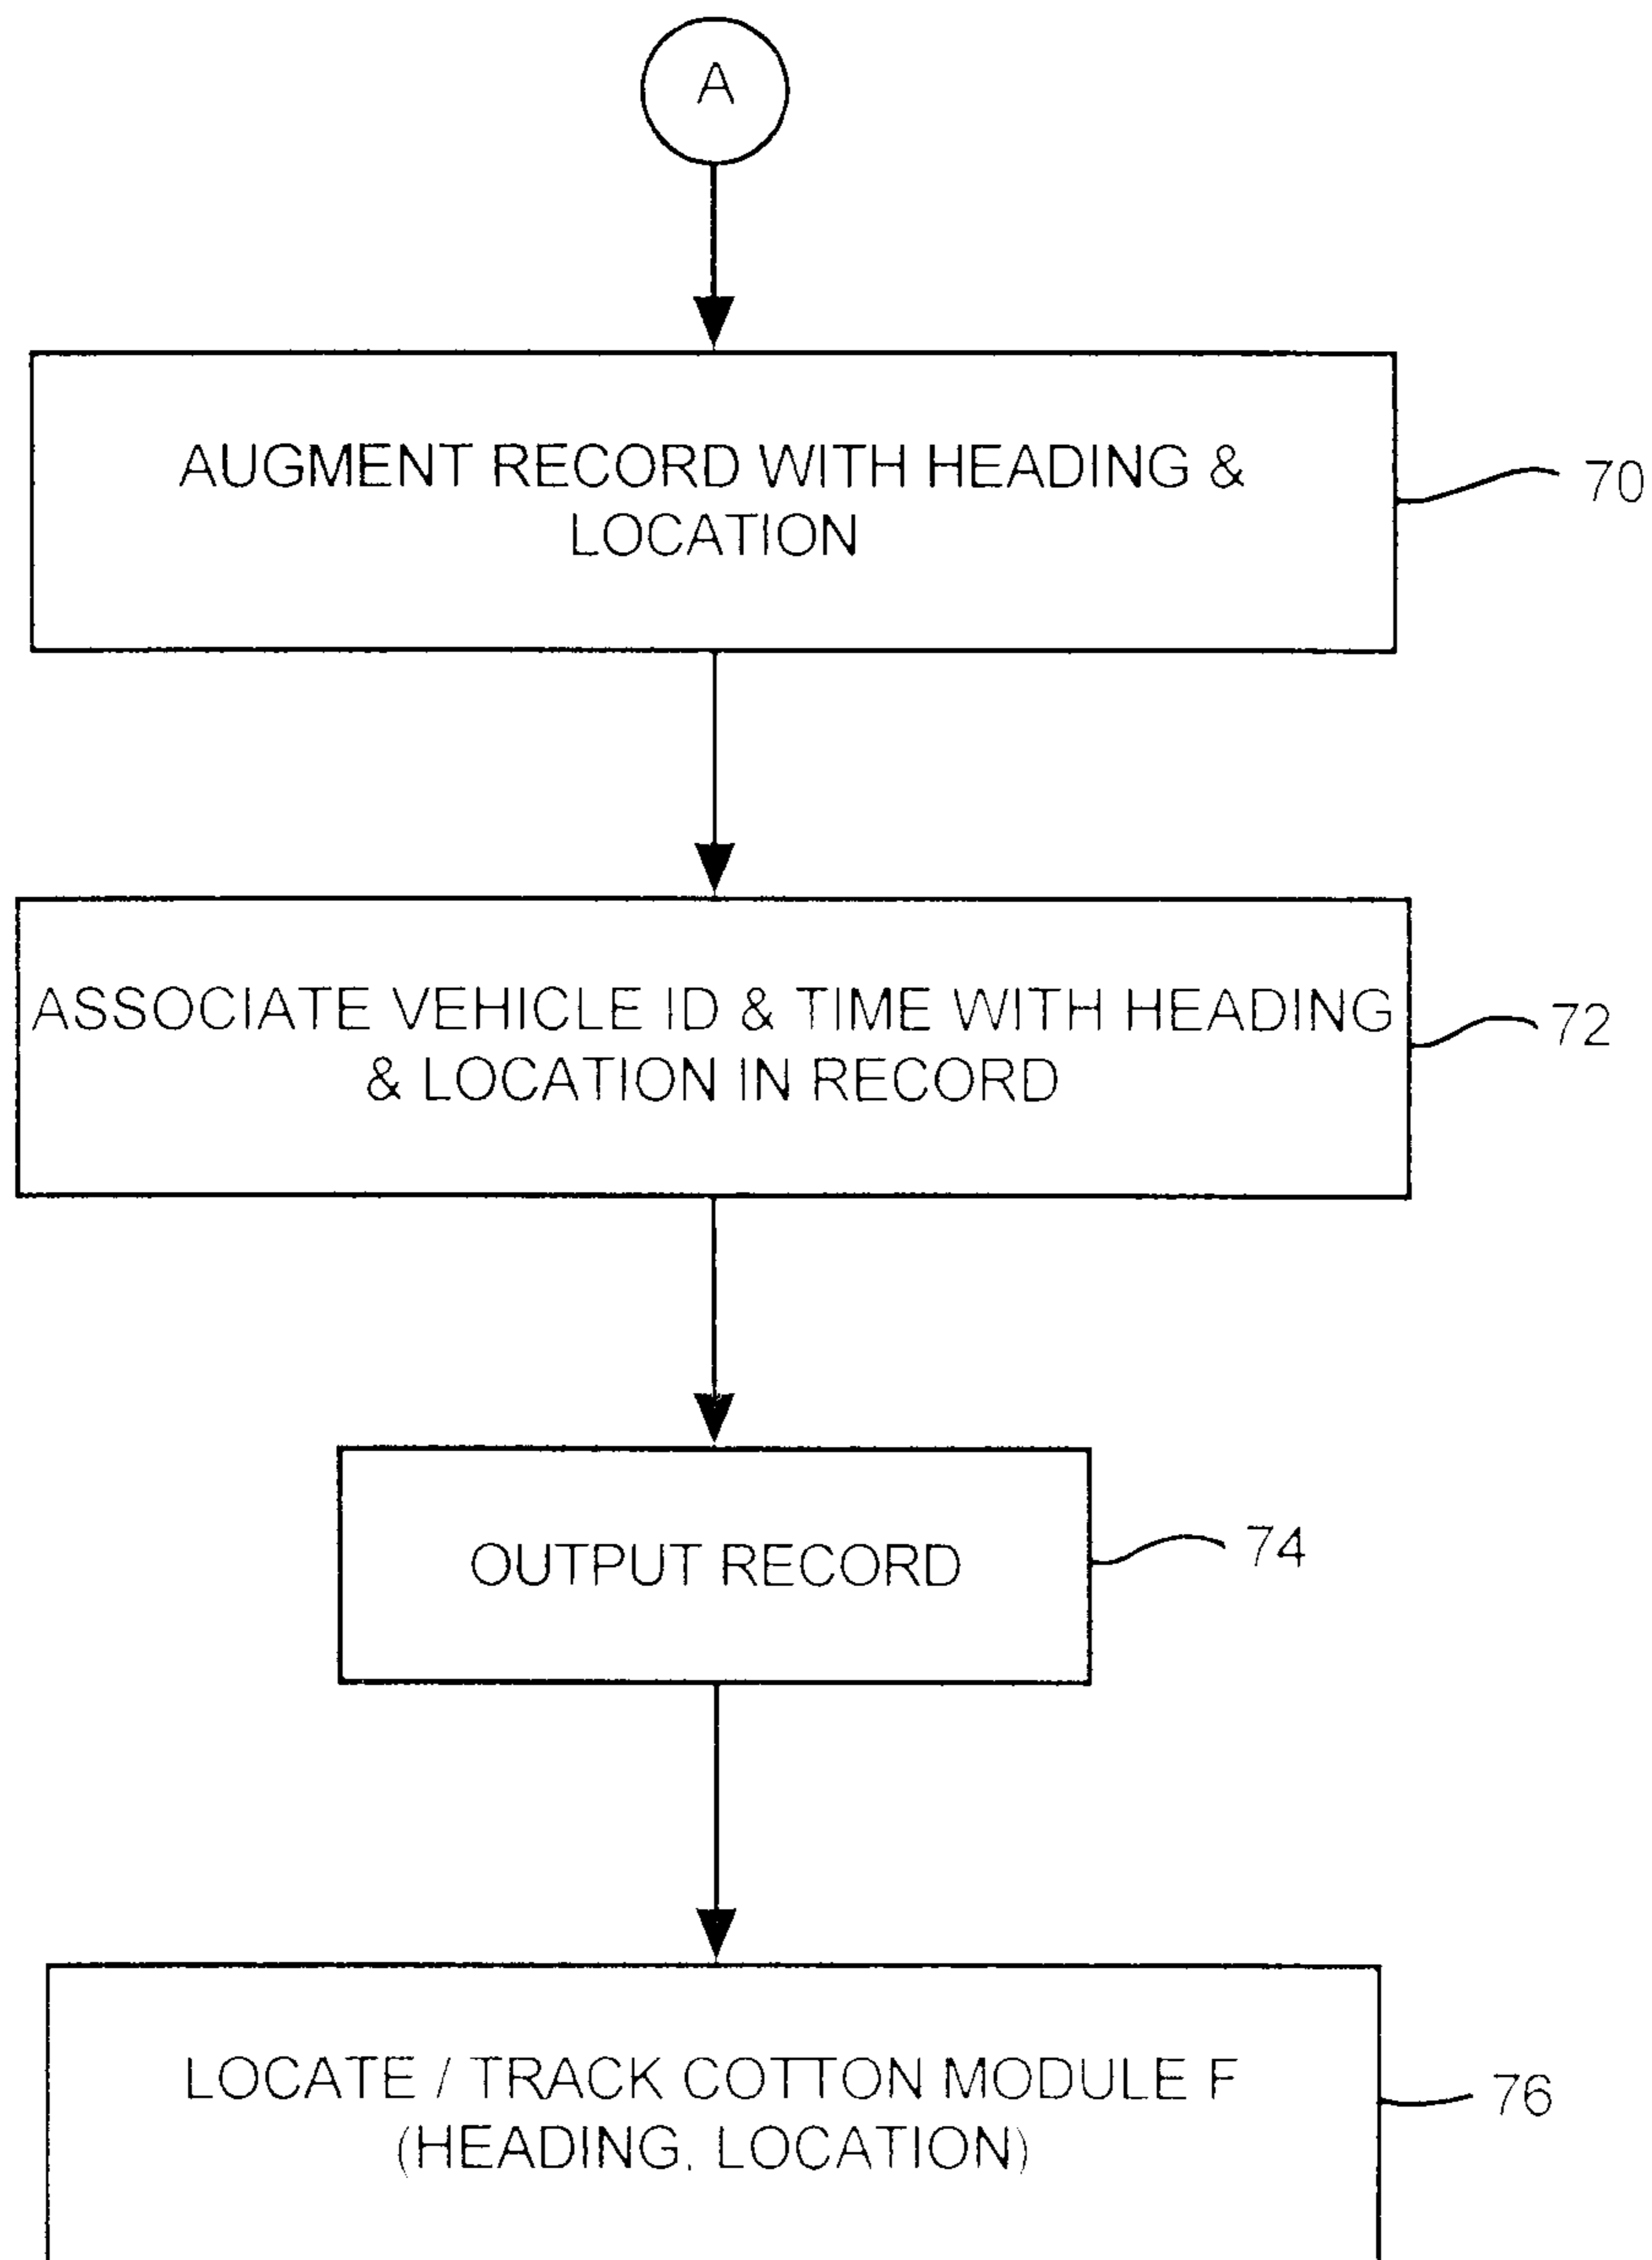 A
AUGMENT RECORD WITH HEADING &
LOCATION
70
ASSOCIATE VEHICLE ID & TIME WITH HEADING
& LOCATION IN RECORD
72
OUTPUT RECORD
74
LOCATE / TRACK COTTON MODULE F
(HEADING, LOCATION)
76